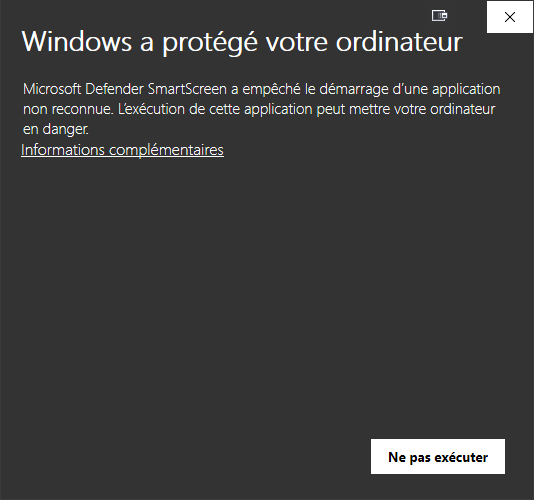 Windows a protégé votre ordinateur
Microsoft Defender SmartScreen a empêché le démarrage d’une application
non reconnue. L’exécution de cette application peut mettre votre ordinateur
en danger.
Informations complémentaires
Ne pas exécuter